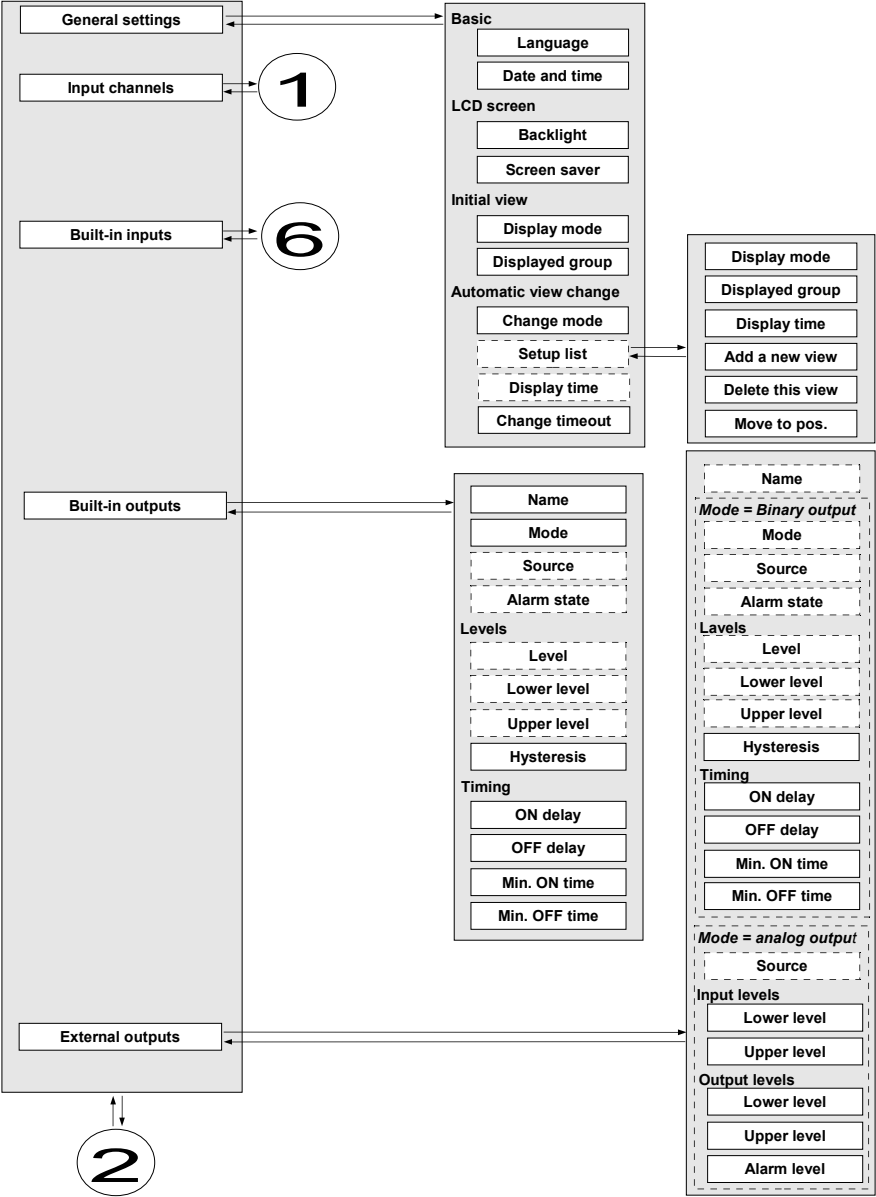 General settings
Input channels
1
Built-in inputs
6
Built-in outputs
External outputs
2
Basic
Language
Date and time
LCD screen
Backlight
Screen saver
Initial view
Display mode
Displayed group
Automatic view change
Change mode
Setup list
Display time
Change timeout
Display mode
Displayed group
Display time
Add a new view
Delete this view
Move to pos.
Name
Mode
Source
Alarm state
Levels
Level
Lower level
Upper level
Hysteresis
Timing
ON delay
OFF delay
Min. ON time
Min. OFF time
Name
Mode = Binary output
Mode
Source
Alarm state
Lavels
Level
Lower level
Upper level
Hysteresis
Timing
ON delay
OFF delay
Min. ON time
Min. OFF time
Mode = analog output
Source
Input levels
Lower level
Upper level
Output levels
Lower level
Upper level
Alarm level